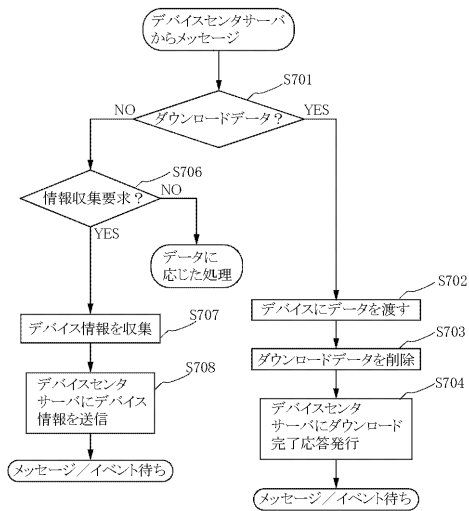 デバイスセンタサーバ
からメッセージ
S701
ダウンロードデータ？
NO
YES
S706
情報収集要求？
NO
YES
データに
応じた処理
S702
デバイスにデータを渡す
S707
デバイス情報を収集
S703
ダウンロードデータを削除
S708
デバイスセンタ
サーバにデバイス
情報を送信
S704
デバイスセンタ
サーバにダウンロード
完了応答発行
メッセージ／イベント待ち
メッセージ／イベント待ち